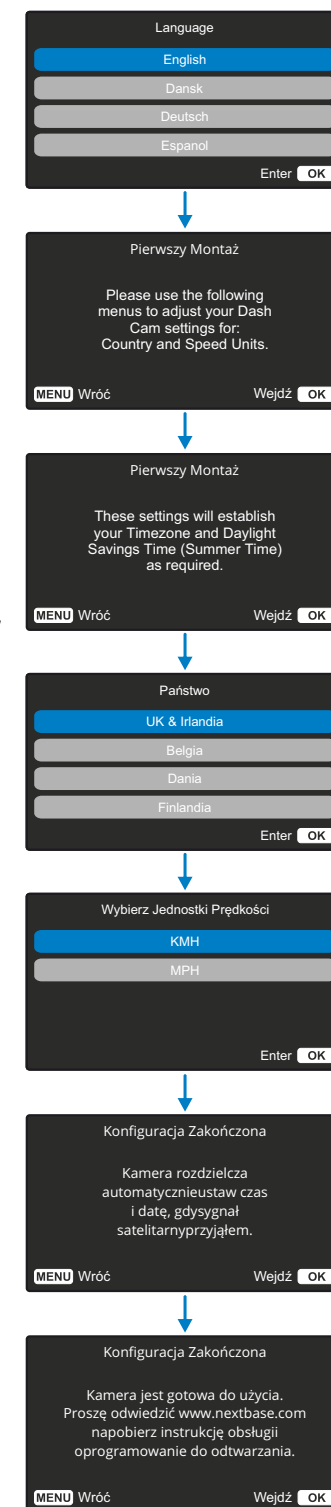 Language
English
Dansk
Deutsch
Espanol
Enter OK
Pierwszy Montaż
Please use the following
menus to adjust your Dash
Cam settings for:
Country and Speed Units.
MENU Wróć Wejdź OK
Pierwszy Montaż
These settings will establish
your Timezone and Daylight
Savings Time (Summer Time)
as required.
MENU Wróć Wejdź OK
Państwo
UK & Irlandia
Belgia
Dania
Finlandia
Enter OK
Wybierz Jednostki Prędkości
KMH
MPH
Enter OK
Konfiguracja Zakończona
Kamera rozdzielcza
automatycznieustaw czas
i datę, gdysygnał
satelitarnyprzyjąłem.
MENU Wróć Wejdź OK
Konfiguracja Zakończona
Kamera jest gotowa do użycia.
Proszę odwiedzić www.nextbase.com
napobierz instrukcję obsługii
oprogramowanie do odtwarzania.
MENU Wróć Wejdź OK